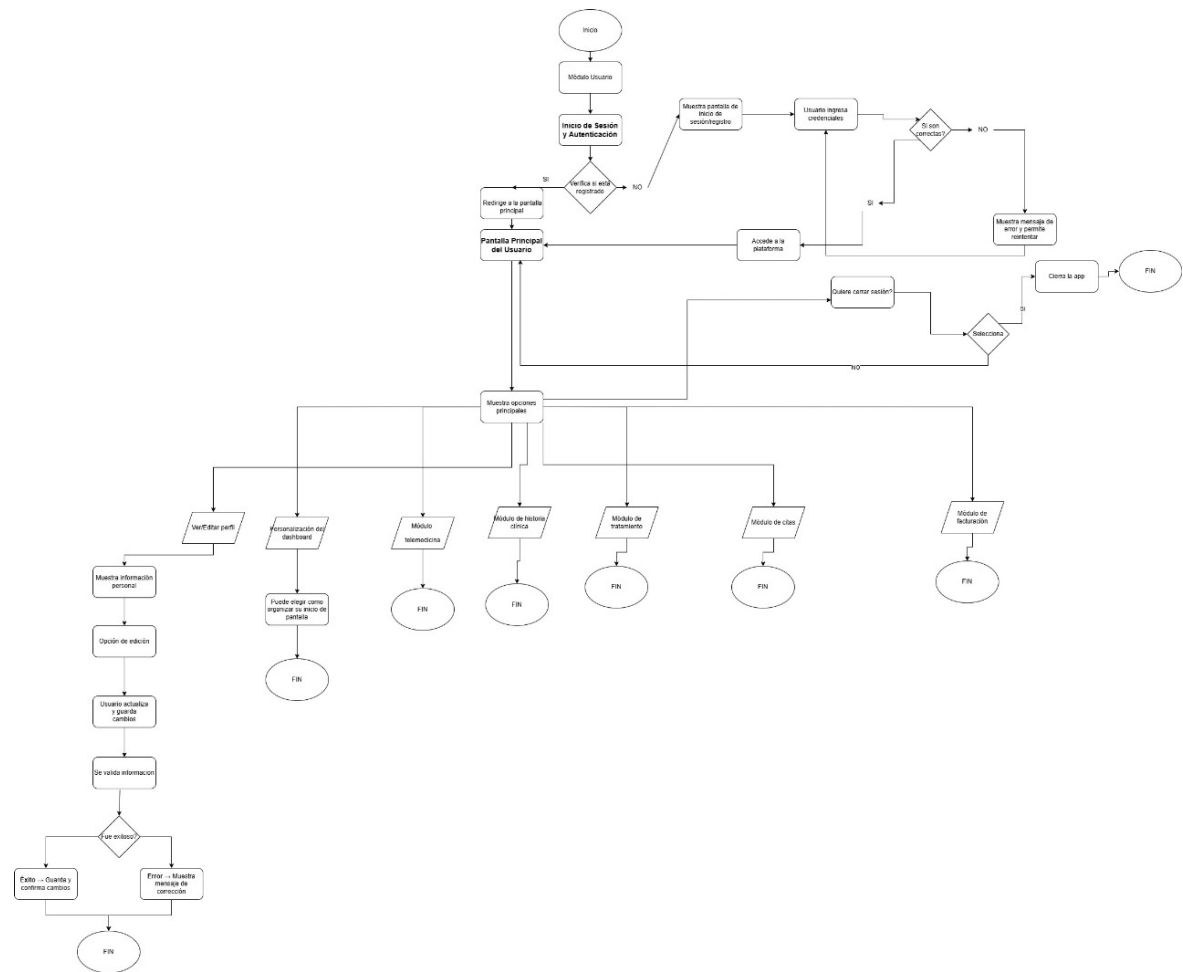 Inicio
Módulo Usuario
Inicio de Sesión
y Autenticación
Verifica si está
registrado
SI
NO
Muestra pantalla de
inicio de
sesión/registro
Usuario ingresa
credenciales
Si son
correctas?
NO
SI
Muestra mensaje de
error y permite
reintentar
Accede a la
plataforma
Redirige a la pantalla
principal
Pantalla Principal
del Usuario
Quiere cerrar sesión?
Selecciona
SI
NO
Cierra la app
FIN
Muestra opciones
principales
Ver/Editar perfil
Personalización de
dashboard
Módulo
telemedicina
Módulo de historia
clínica
Módulo de
tratamiento
Módulo de citas
Módulo de
facturación
Muestra información
personal
Puede elegir como
organizar su inicio de
pantalla
FIN
FIN
FIN
FIN
FIN
Opción de edición
FIN
Usuario actualiza
y guarda
cambios
Se valida informacion
Fue exitoso?
Éxito → Guarda y
confirma cambios
Error → Muestra
mensaje de
corrección
FIN